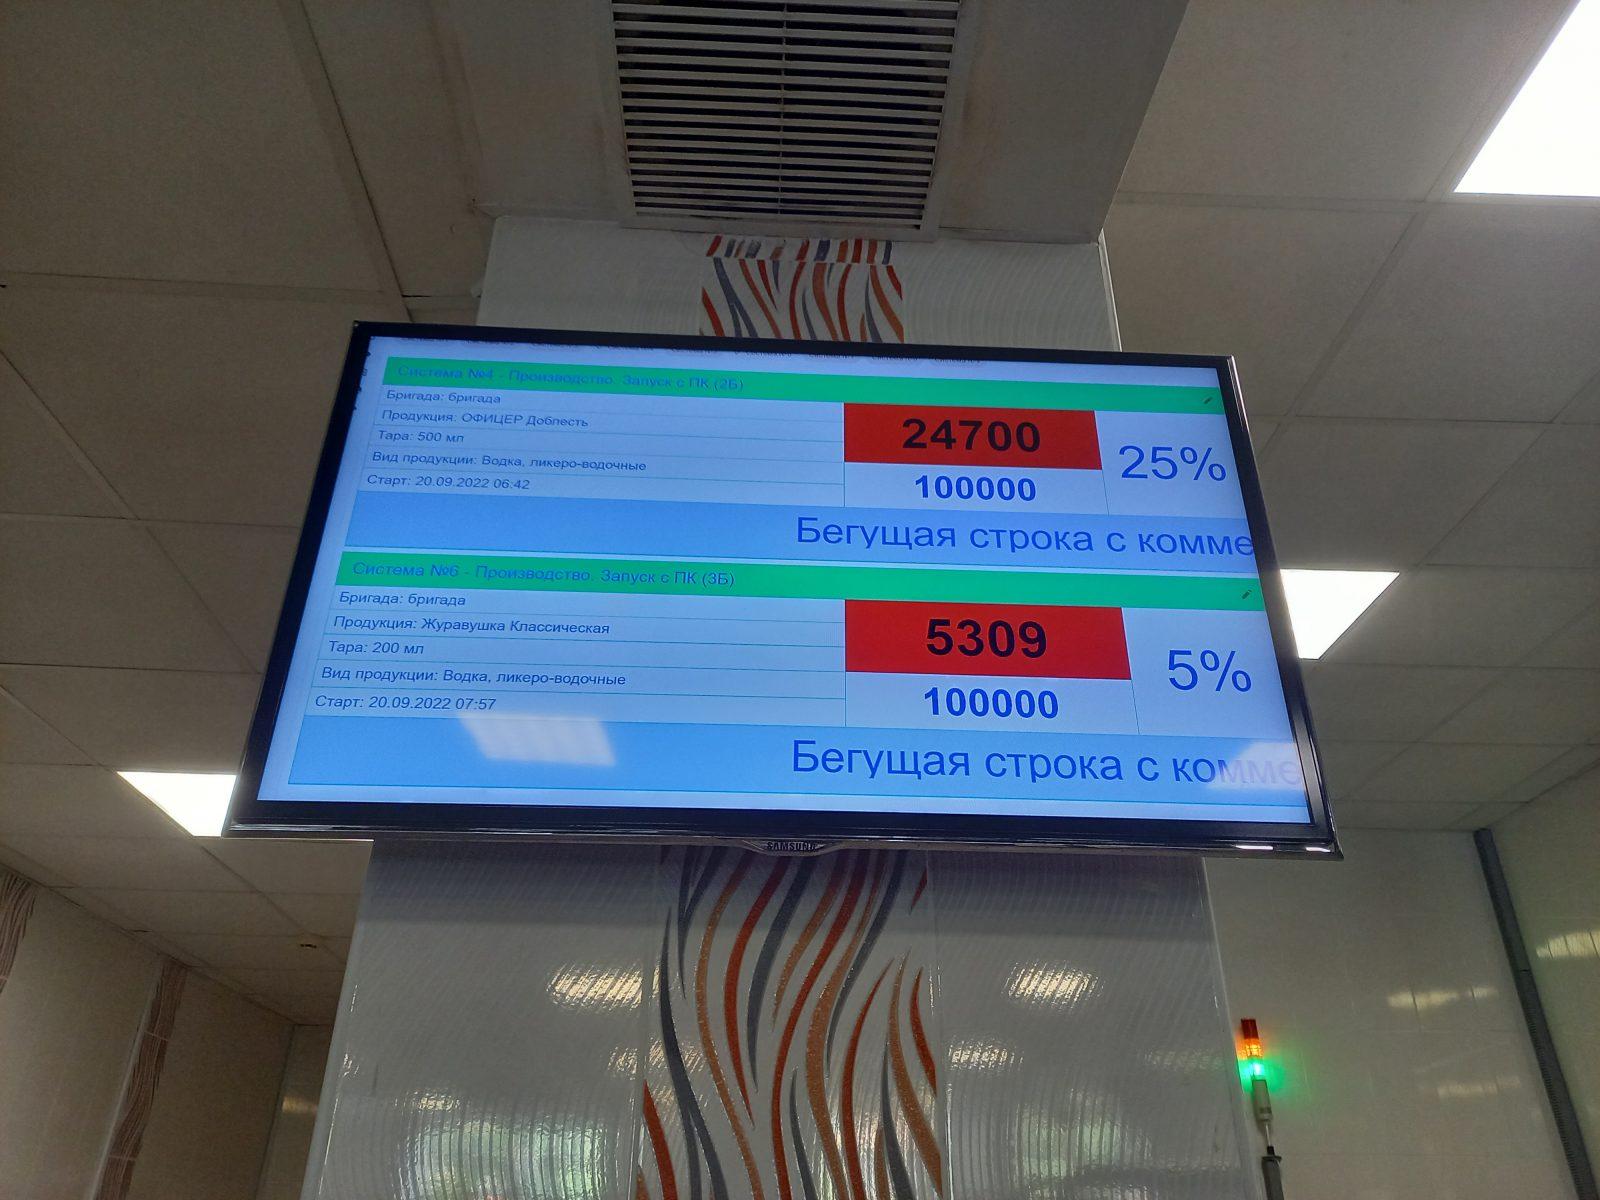 Система №4 - Производство. Запуск с ПК (2Б)
Бригада: бригада
Продукция: ОФИЦЕР Доблесть
Тара: 500 мл
Вид продукции: Водка, ликеро-водочные
Старт: 20.09.2022 06:42
24700
100000
25%
Бегущая строка с комме
Система №6 - Производство. Запуск с ПК (3Б)
Бригада: бригада
Продукция: Журавушка Классическая
Тара: 200 мл
Вид продукции: Водка, ликеро-водочные
Старт: 20.09.2022 07:57
5309
100000
5%
Бегущая строка с комме
SAMSUNG